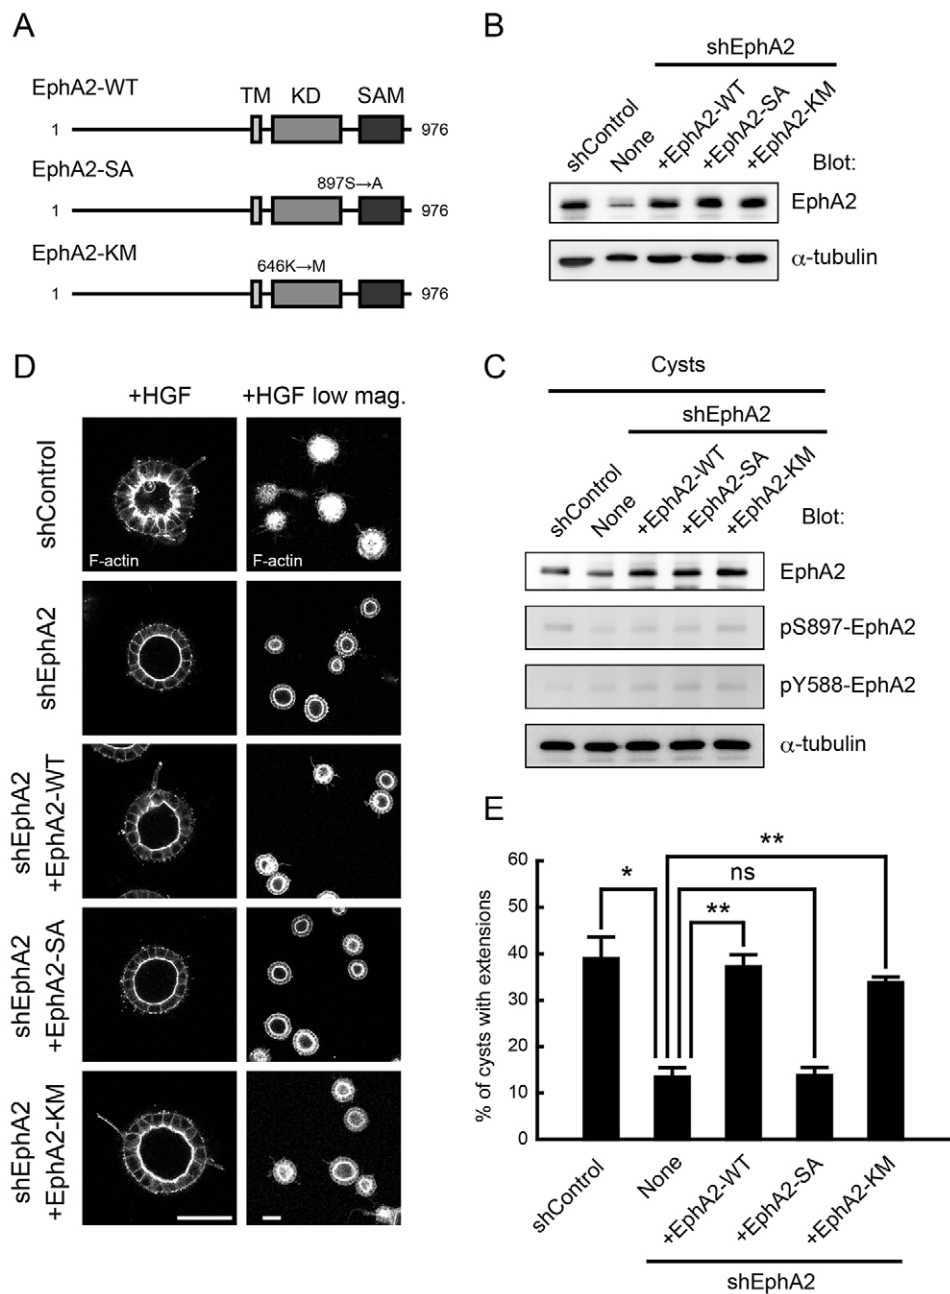 A
EphA2-WT
TM KD SAM
1 976
EphA2-SA
897S→A
1 976
EphA2-KM
646K→M
1 976
B
shEphA2
shControl
None
+EphA2-WT
+EphA2-SA
+EphA2-KM
Blot:
EphA2
α-tubulin
D
+HGF +HGF low mag.
shControl
F-actin F-actin
shEphA2
shEphA2
+EphA2-WT
shEphA2
+EphA2-SA
shEphA2
+EphA2-KM
C
Cysts
shEphA2
shControl
None
+EphA2-WT
+EphA2-SA
+EphA2-KM
Blot:
EphA2
pS897-EphA2
pY588-EphA2
α-tubulin
E
% of cysts with extensions
60
50
40
30
20
10
0
*
**
ns
**
shControl
None
+EphA2-WT
+EphA2-SA
+EphA2-KM
shEphA2